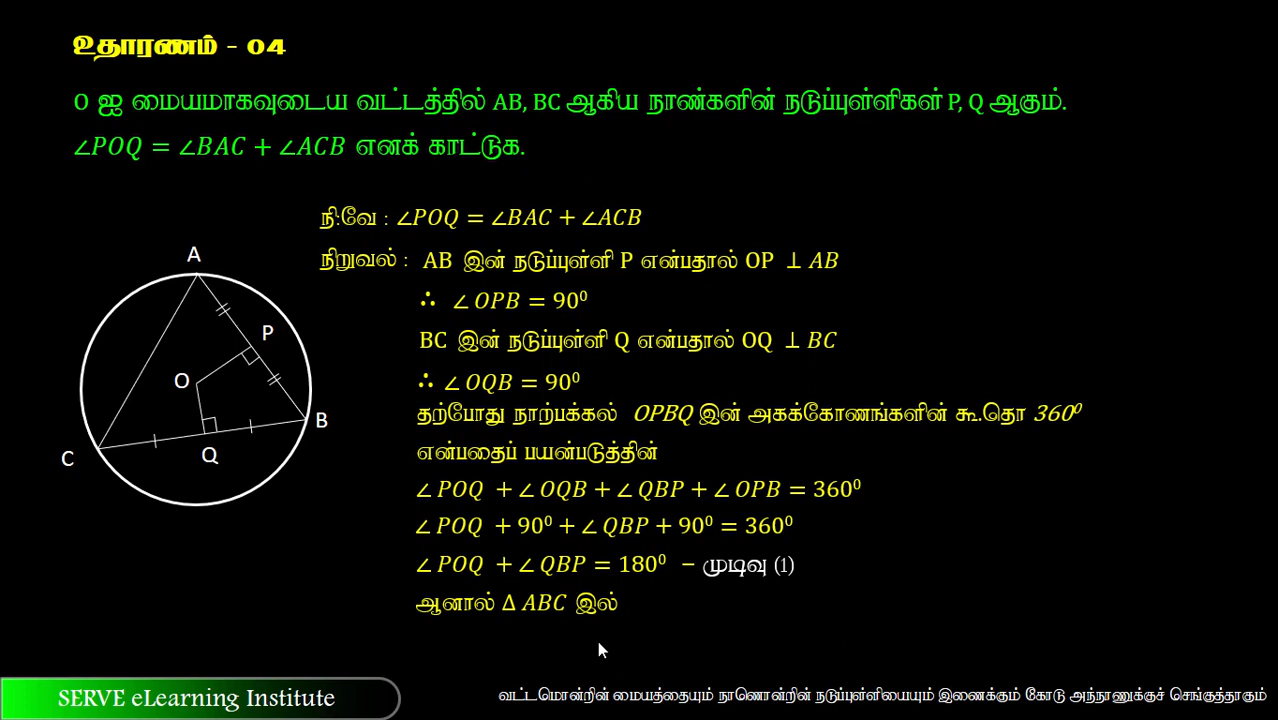 உதாரணம் - 04
O ஐ மையமாகவுடைய வட்டத்தில் AB, BC ஆகிய நாண்களின் நடுப்புள்ளிகள் P, Q ஆகும்.
∠POQ = ∠BAC + ∠ACB எனக் காட்டுக.
நி:வே : ∠POQ = ∠BAC + ∠ACB
நிறுவல் : AB இன் நடுப்புள்ளி P என்பதால் OP ⊥ AB
∴ ∠OPB = 90⁰
BC இன் நடுப்புள்ளி Q என்பதால் OQ ⊥ BC
∴ ∠OQB = 90⁰
தற்போது நாற்பக்கல் OPBQ இன் அகக்கோணங்களின் கூ.தொ 360⁰
என்பதைப் பயன்படுத்தின்
∠POQ + ∠OQB + ∠QBP + ∠OPB = 360⁰
∠POQ + 90⁰ + ∠QBP + 90⁰ = 360⁰
∠POQ + ∠QBP = 180⁰ – முடிவு (1)
ஆனால் Δ ABC இல்
A
P
O
B
C
Q
SERVE eLearning Institute
வட்டமொன்றின் மையத்தையும் நாணொன்றின் நடுப்புள்ளியையும் இணைக்கும் கோடு அந்நாணுக்குச் செங்குத்தாகும்